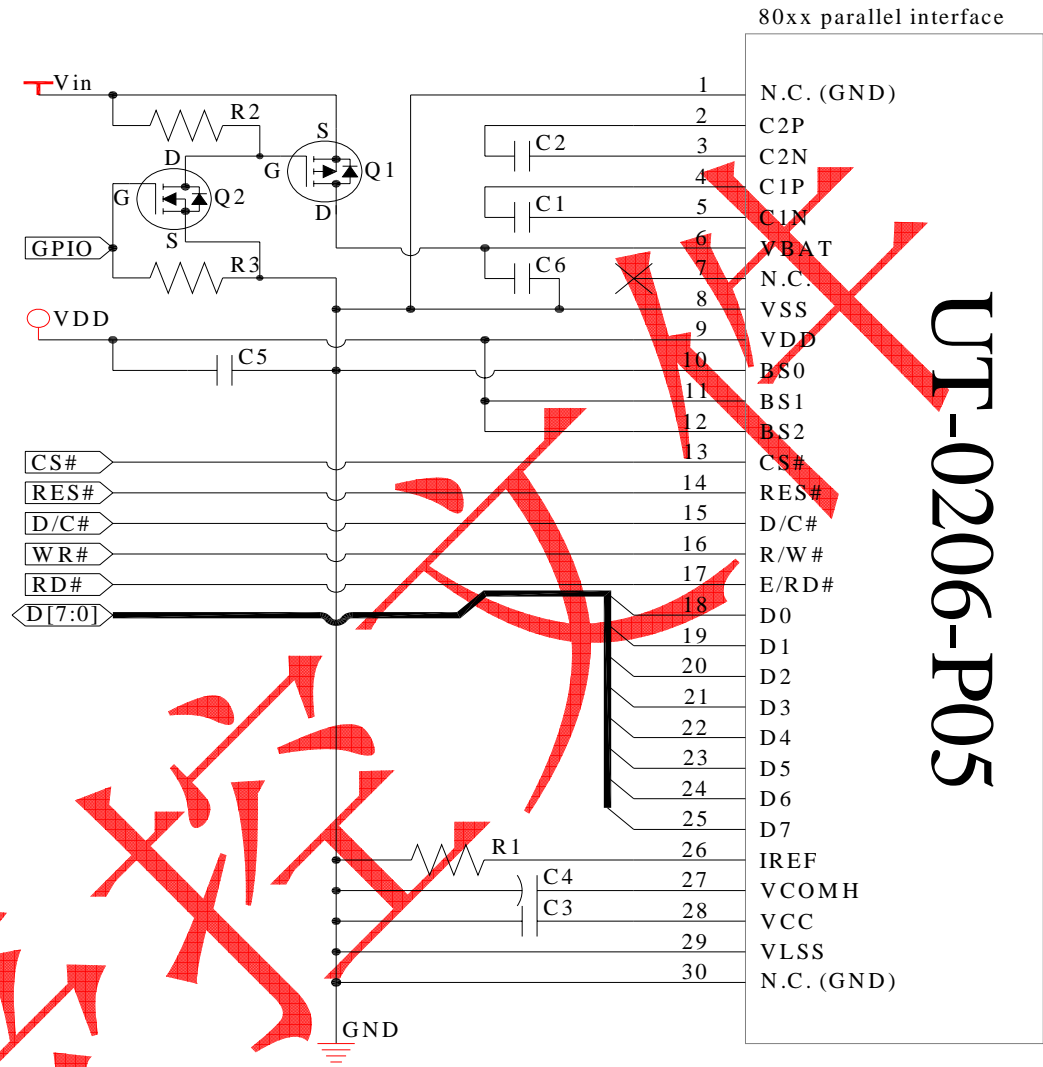 80xx parallel interface
Vin
R2
S
D
G
Q1
G
Q2
D
S
GPIO
R3
VDD
C5
C2
C1
C6
CS#
RES#
D/C#
WR#
RD#
D[7:0]
R1
C4
C3
GND
1 N.C. (GND)
2 C2P
3 C2N
4 C1P
5 C1N
6 VBAT
7 N.C.
8 VSS
9 VDD
10 BS0
11 BS1
12 BS2
13 CS#
14 RES#
15 D/C#
16 R/W#
17 E/RD#
18 D0
19 D1
20 D2
21 D3
22 D4
23 D5
24 D6
25 D7
26 IREF
27 VCOMH
28 VCC
29 VLSS
30 N.C. (GND)
UT-0206-P05